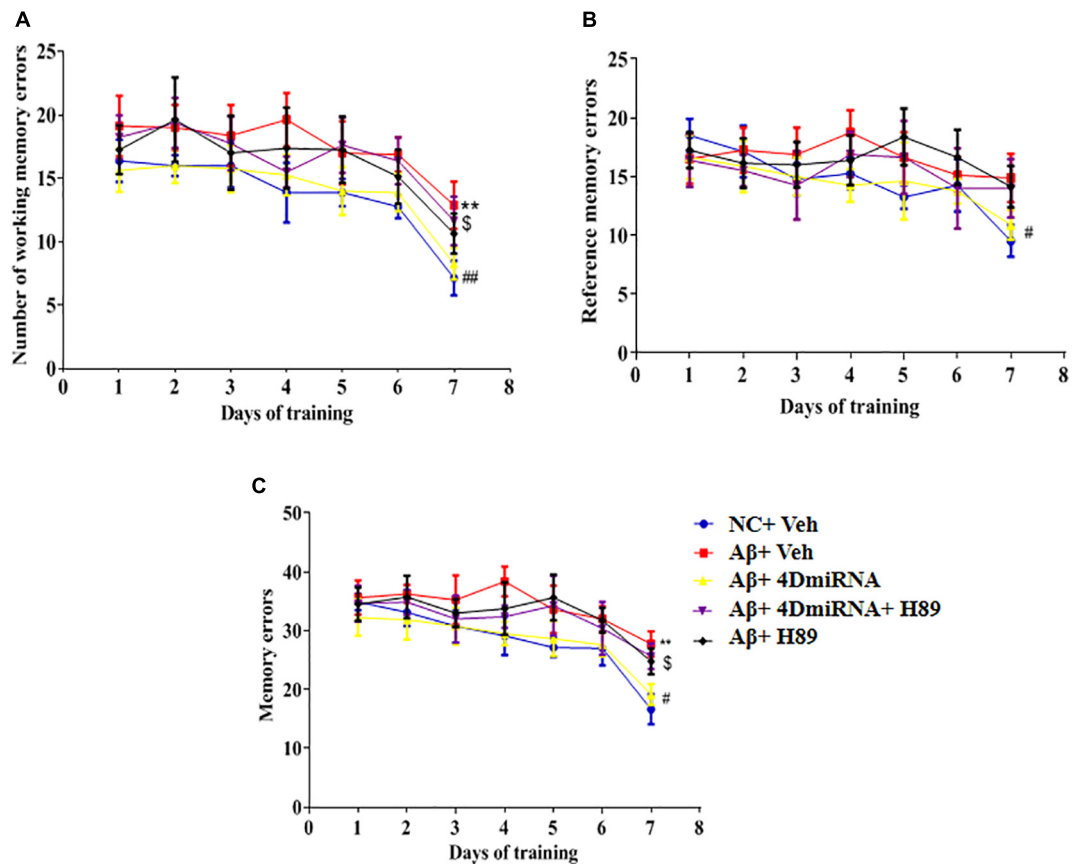 A
Number of working memory errors
25
20
15
10
5
0
0 1 2 3 4 5 6 7 8
Days of training
**
$
##
B
Reference memory errors
25
20
15
10
5
0
0 1 2 3 4 5 6 7 8
Days of training
#
C
Memory errors
50
40
30
20
10
0
0 1 2 3 4 5 6 7 8
Days of training
**
$
#
NC+ Veh
Aβ+ Veh
Aβ+ 4DmiRNA
Aβ+ 4DmiRNA+ H89
Aβ+ H89